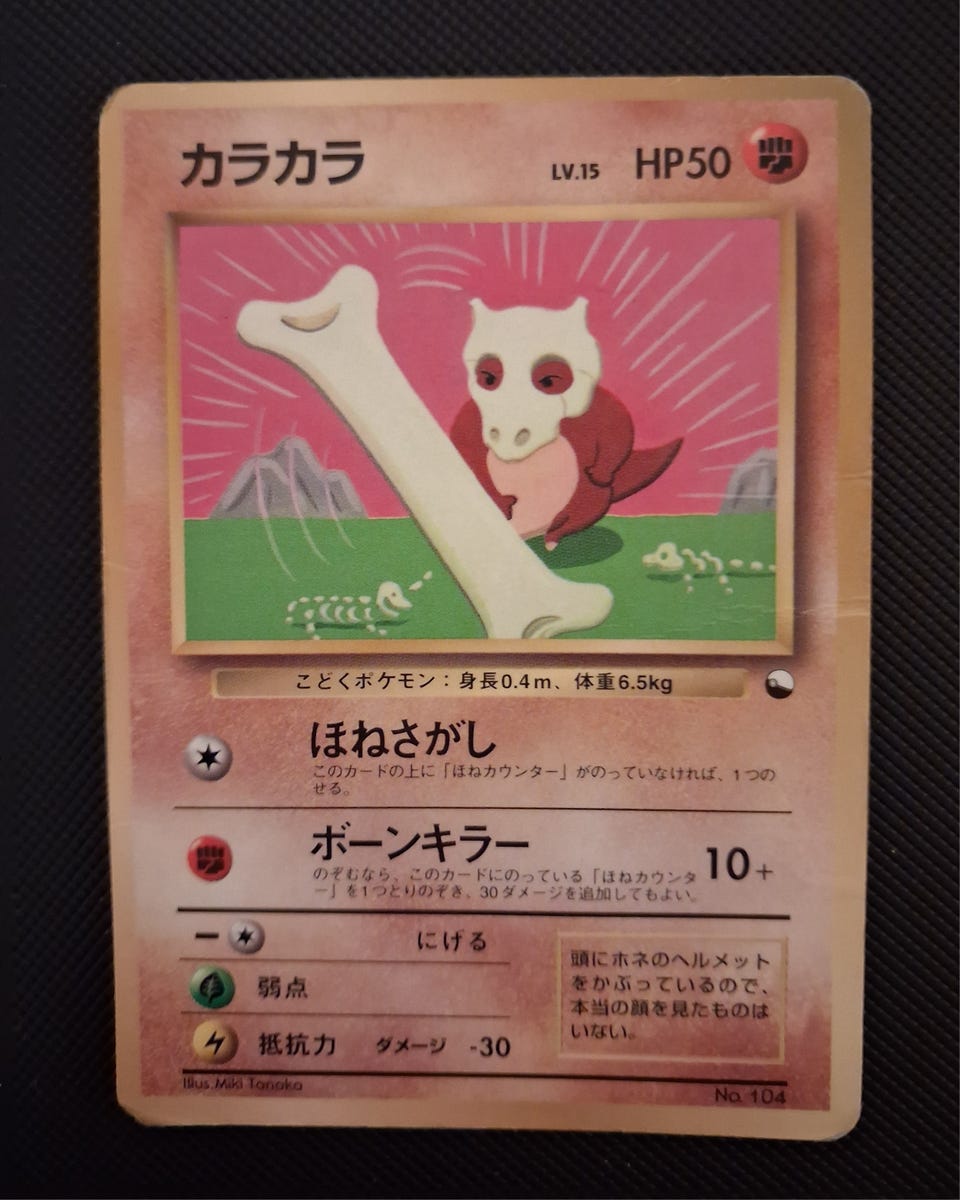 カラカラ LV.15 HP50
こどくポケモン：身長0.4m、体重6.5kg
ほねさがし
このカードの上に「ほねカウンター」がのっていなければ、1つの
せる。
ボーンキラー 10+
のぞむなら、このカードにのっている「ほねカウンタ
ー」を1つとりのぞき、30ダメージを追加してもよい。
にげる
弱点
抵抗力 ダメージ -30
頭にホネのヘルメット
をかぶっているので、
本当の顔を見たものは
いない。
Illus. Miki Tanaka
No. 104